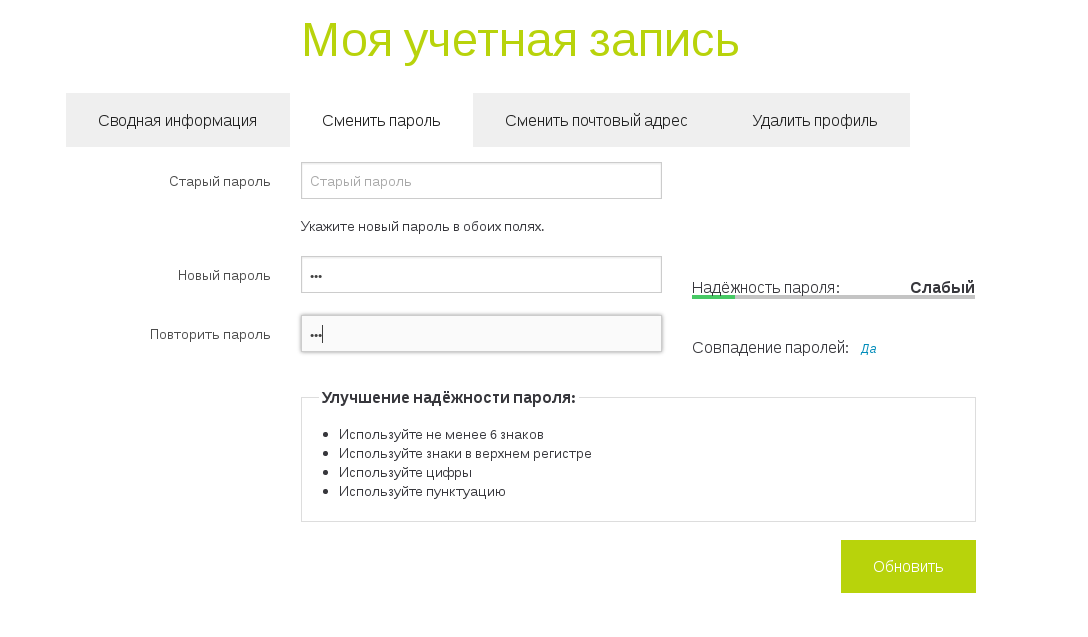 Моя учетная запись
Сводная информация Сменить пароль Сменить почтовый адрес Удалить профиль
Старый пароль Старый пароль
Укажите новый пароль в обоих полях.
Новый пароль •••
Надёжность пароля: Слабый
Повторить пароль •••
Совпадение паролей: Да
Улучшение надёжности пароля:
• Используйте не менее 6 знаков
• Используйте знаки в верхнем регистре
• Используйте цифры
• Используйте пунктуацию
Обновить